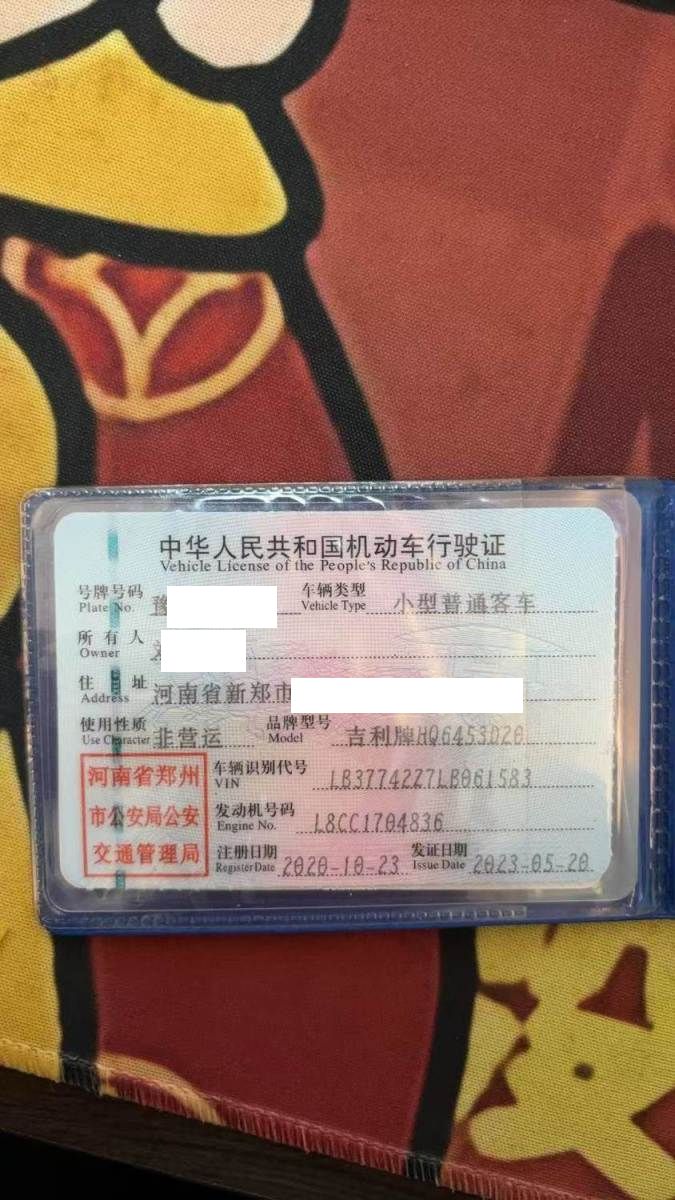 中华人民共和国机动车行驶证
Vehicle License of the People's Republic of China
号牌号码 Plate No. 豫 车辆类型 Vehicle Type 小型普通客车
所有人 Owner
住址 Address 河南省新郑市
使用性质 Use Character 非营运 品牌型号 Model 吉利牌HQ6453D20
河南省郑州市公安局公安交通管理局
车辆识别代号 VIN LB37742Z7LB061583
发动机号码 Engine No. L8CC1704836
注册日期 Register Date 2020-10-23 发证日期 Issue Date 2023-05-20